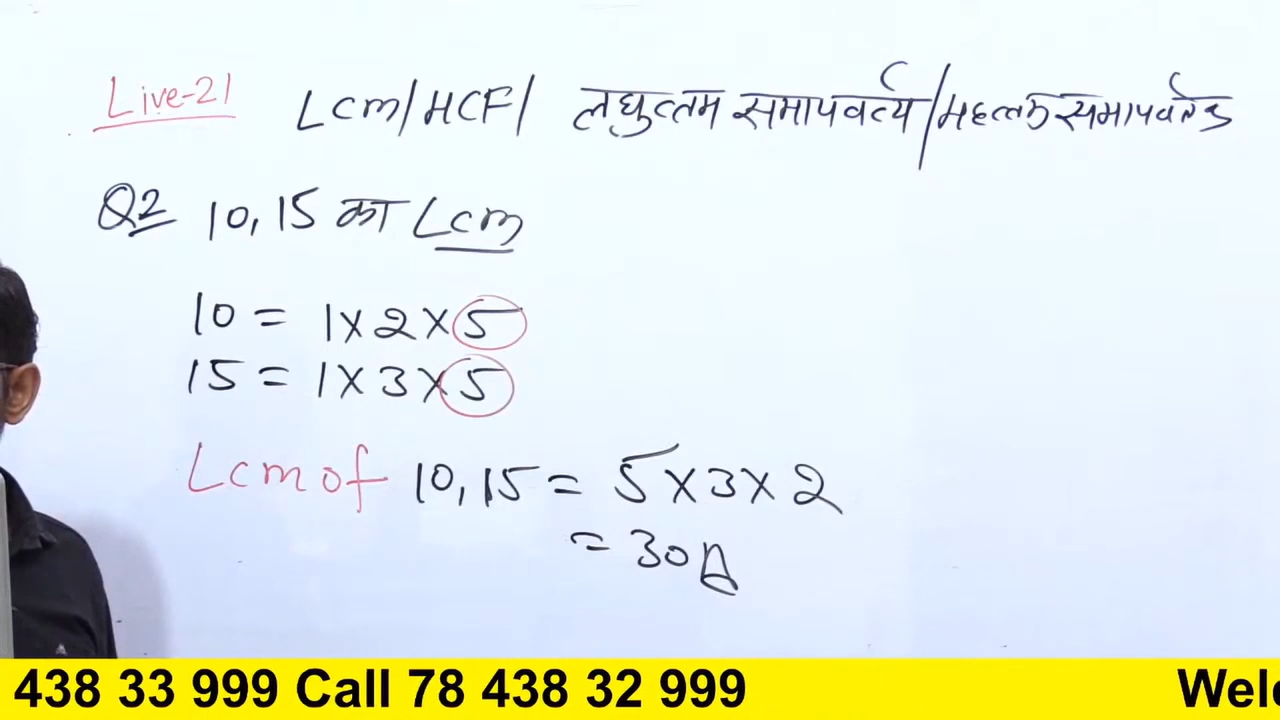 Live-21 Lcm/HCF/ लघुत्तम समापवर्त्य/महत्तम समापवर्तक
Q2 10, 15 का Lcm
10 = 1×2×5
15 = 1×3×5
Lcm of 10, 15 = 5×3×2
= 30
438 33 999 Call 78 438 32 999 Welc